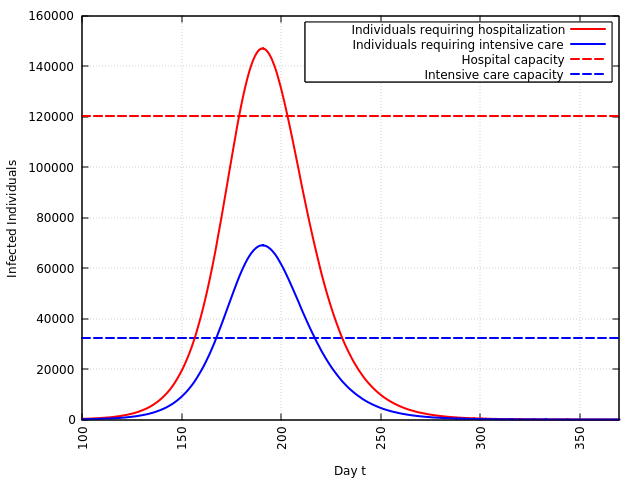 160000
140000
120000
100000
80000
60000
40000
20000
0
Infected Individuals
Individuals requiring hospitalization
Individuals requiring intensive care
Hospital capacity
Intensive care capacity
100
150
200
250
300
350
Day t